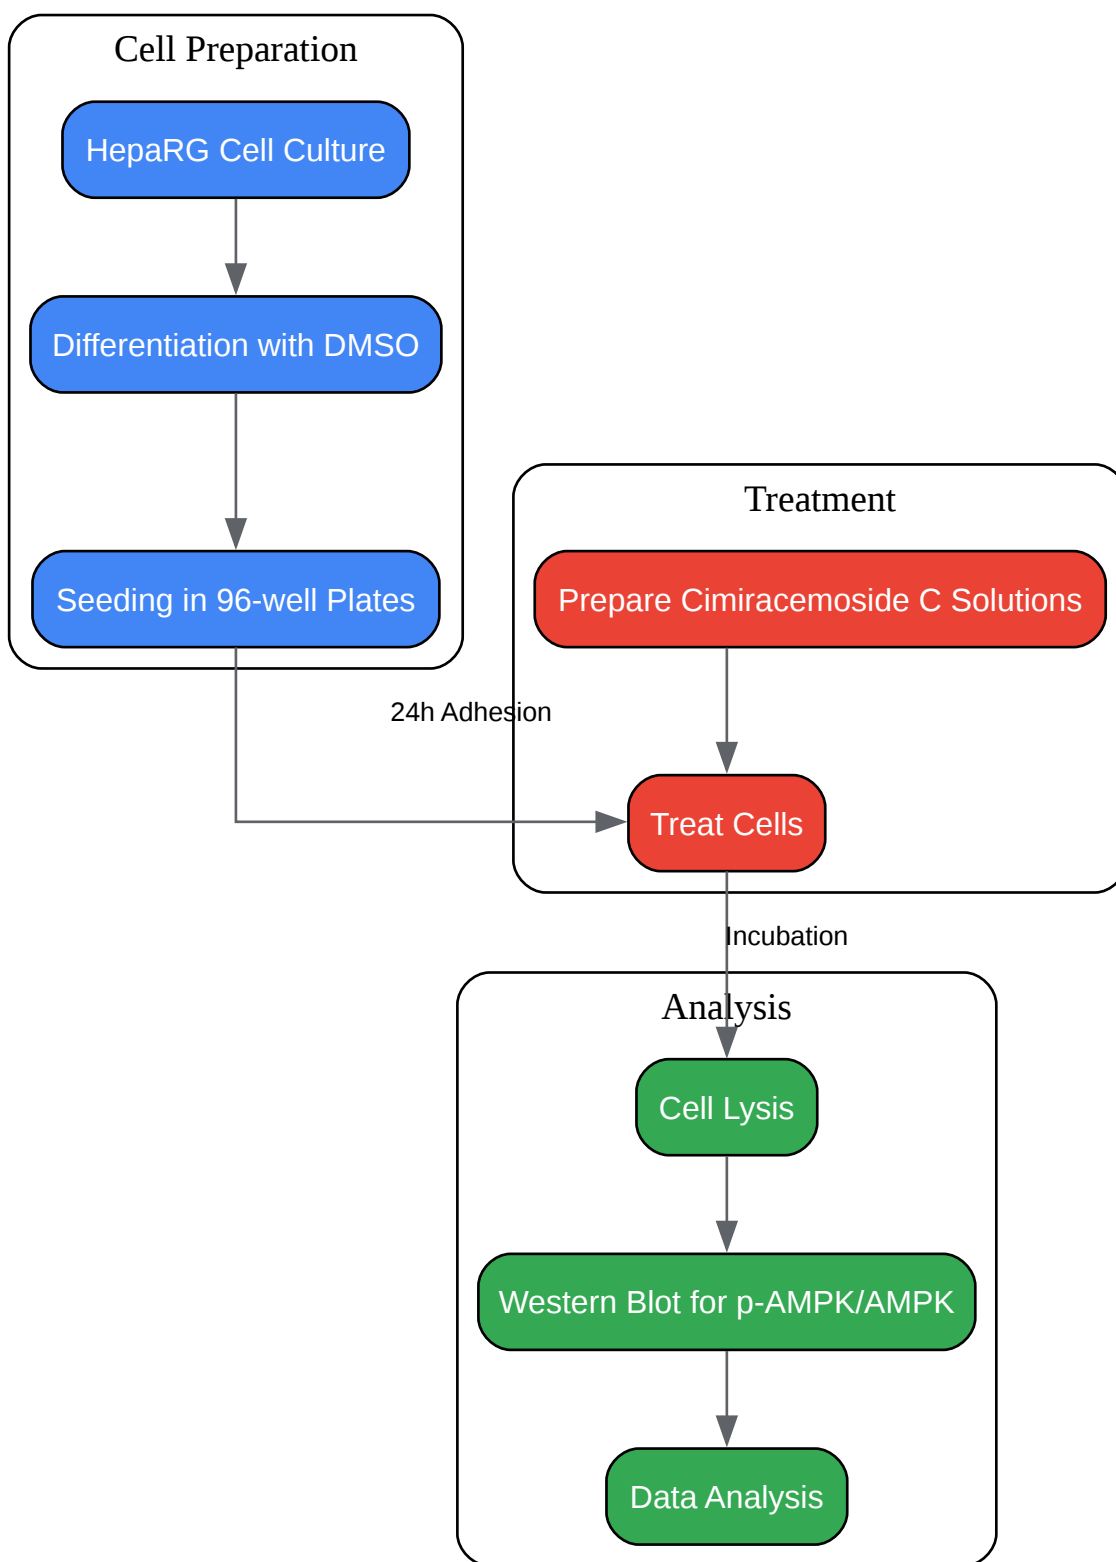 Cell Preparation
HepaRG Cell Culture
Differentiation with DMSO
Seeding in 96-well Plates
24h Adhesion
Treatment
Prepare Cimiracemoside C Solutions
Treat Cells
Incubation
Analysis
Cell Lysis
Western Blot for p-AMPK/AMPK
Data Analysis